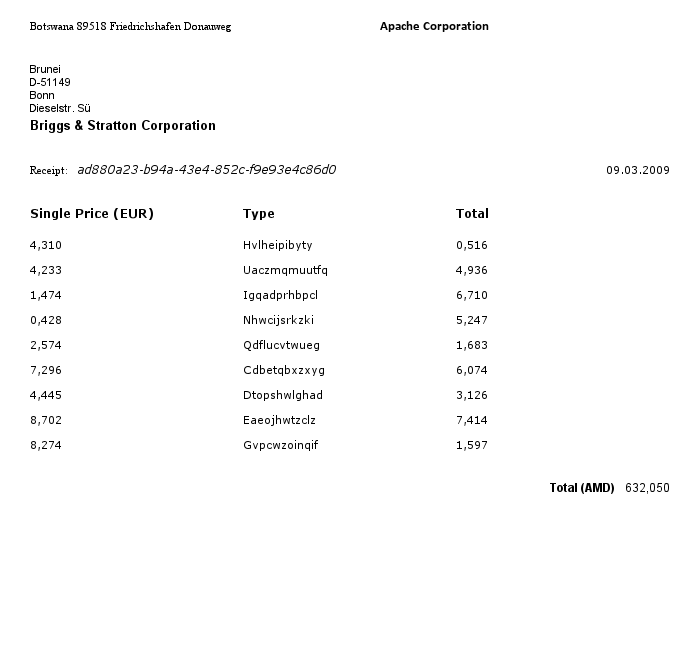 Botswana 89518 Friedrichshafen Donauweg Apache Corporation
Brunei
D-51149
Bonn
Dieselstr. Sü
Briggs & Stratton Corporation
Receipt: ad880a23-b94a-43e4-852c-f9e93e4c86d0 09.03.2009
Single Price (EUR) Type Total
4,310 Hvlheipibyty 0,516
4,233 Uaczmqmuutfq 4,936
1,474 Igqadprhbpcl 6,710
0,428 Nhwcijsrkzki 5,247
2,574 Qdflucvtwueg 1,683
7,296 Cdbetqbxzxyg 6,074
4,445 Dtopshwlghad 3,126
8,702 Eaeojhwtzclz 7,414
8,274 Gvpcwzoinqif 1,597
Total (AMD) 632,050